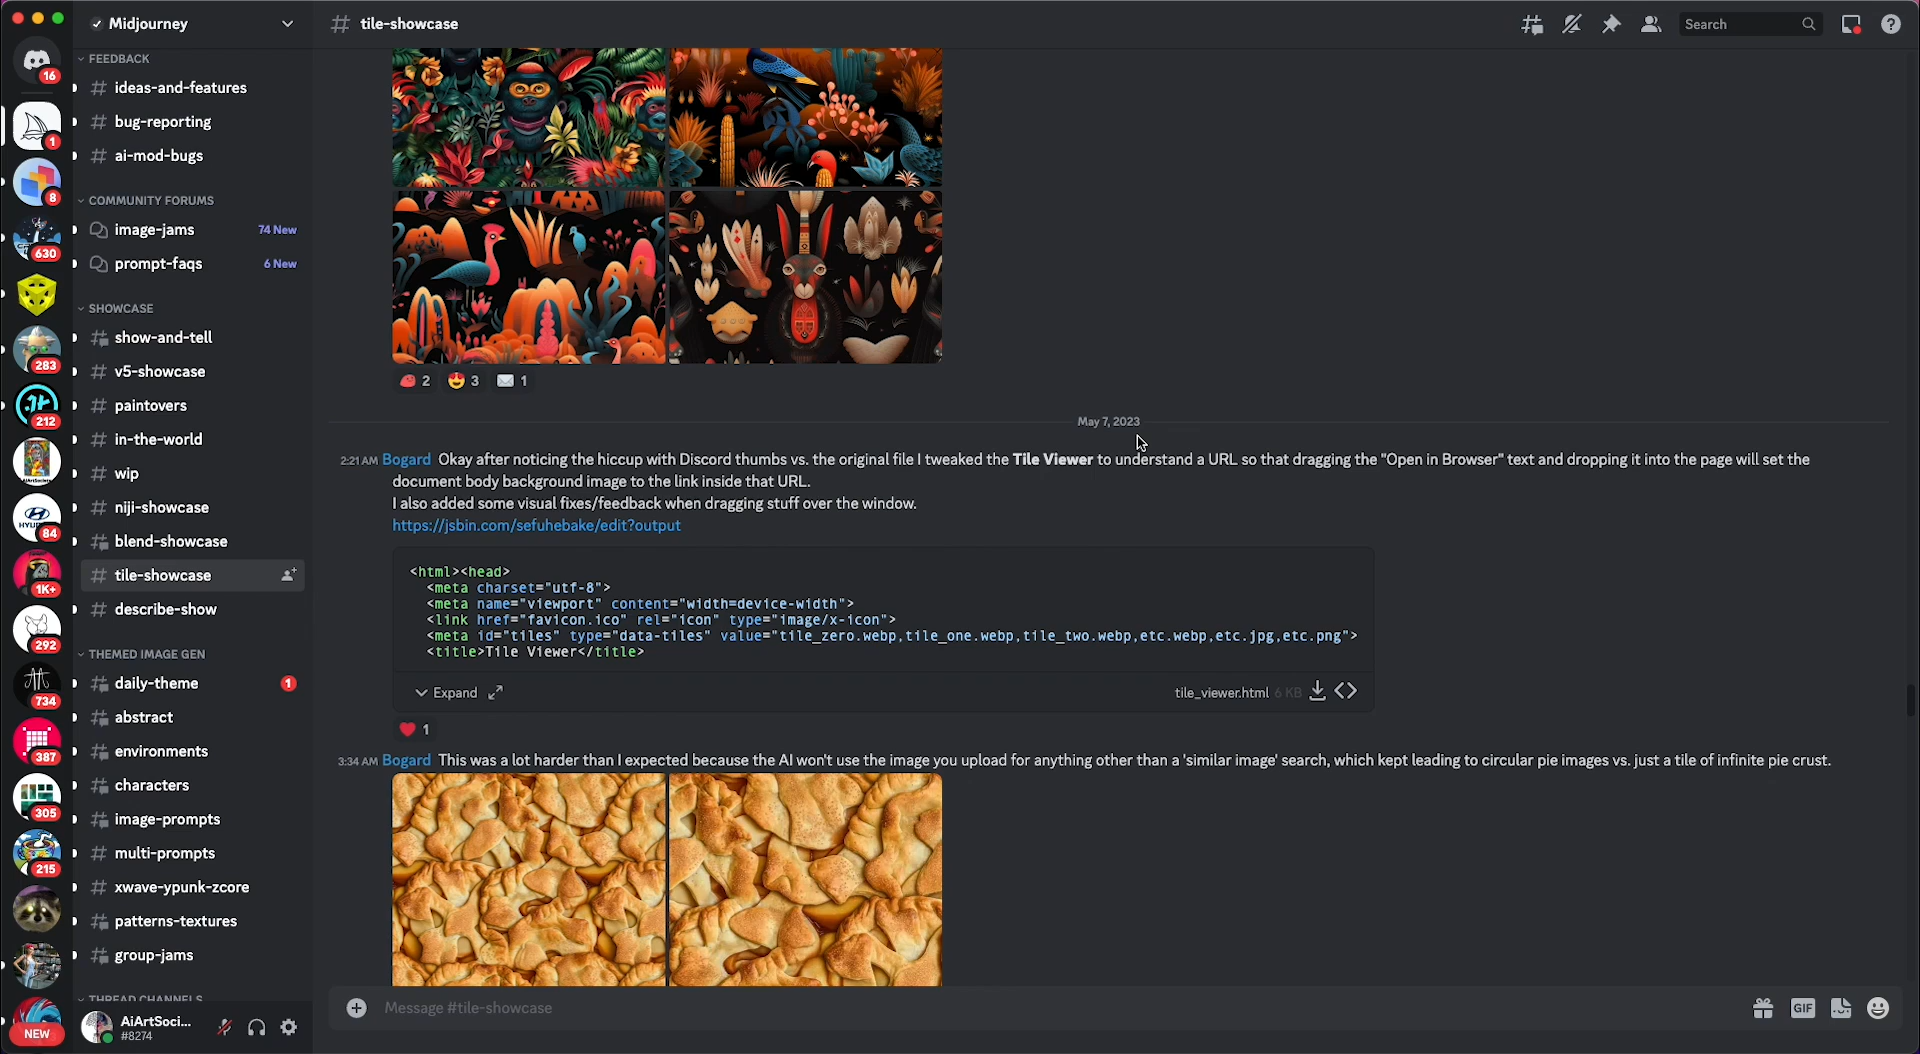 Midjourney
# tile-showcase
Search
16
1
8
630
283
212
AiArtSociety
84
1K+
292
734
387
305
215
NEW
FEEDBACK
# ideas-and-features
# bug-reporting
# ai-mod-bugs
COMMUNITY FORUMS
image-jams 74 New
prompt-faqs 6 New
SHOWCASE
show-and-tell
# v5-showcase
# paintovers
# in-the-world
# wip
# niji-showcase
blend-showcase
# tile-showcase
# describe-show
THEMED IMAGE GEN
daily-theme 1
abstract
environments
characters
image-prompts
# multi-prompts
# xwave-ypunk-zcore
patterns-textures
group-jams
THREAD CHANNELS
AiArtSoci...
#8274
2 3 1
May 7, 2023
2:21 AM Bogard Okay after noticing the hiccup with Discord thumbs vs. the original file I tweaked the Tile Viewer to understand a URL so that dragging the "Open in Browser" text and dropping it into the page will set the
document body background image to the link inside that URL.
I also added some visual fixes/feedback when dragging stuff over the window.
https://jsbin.com/sefuhebake/edit?output
<html><head>
<meta charset="utf-8">
<meta name="viewport" content="width=device-width">
<link href="favicon.ico" rel="icon" type="image/x-icon">
<meta id="tiles" type="data-tiles" value="tile_zero.webp,tile_one.webp,tile_two.webp,etc.webp,etc.jpg,etc.png">
<title>Tile Viewer</title>
Expand tile_viewer.html 6 KB
1
3:34 AM Bogard This was a lot harder than I expected because the AI won't use the image you upload for anything other than a 'similar image' search, which kept leading to circular pie images vs. just a tile of infinite pie crust.
Message #tile-showcase
GIF